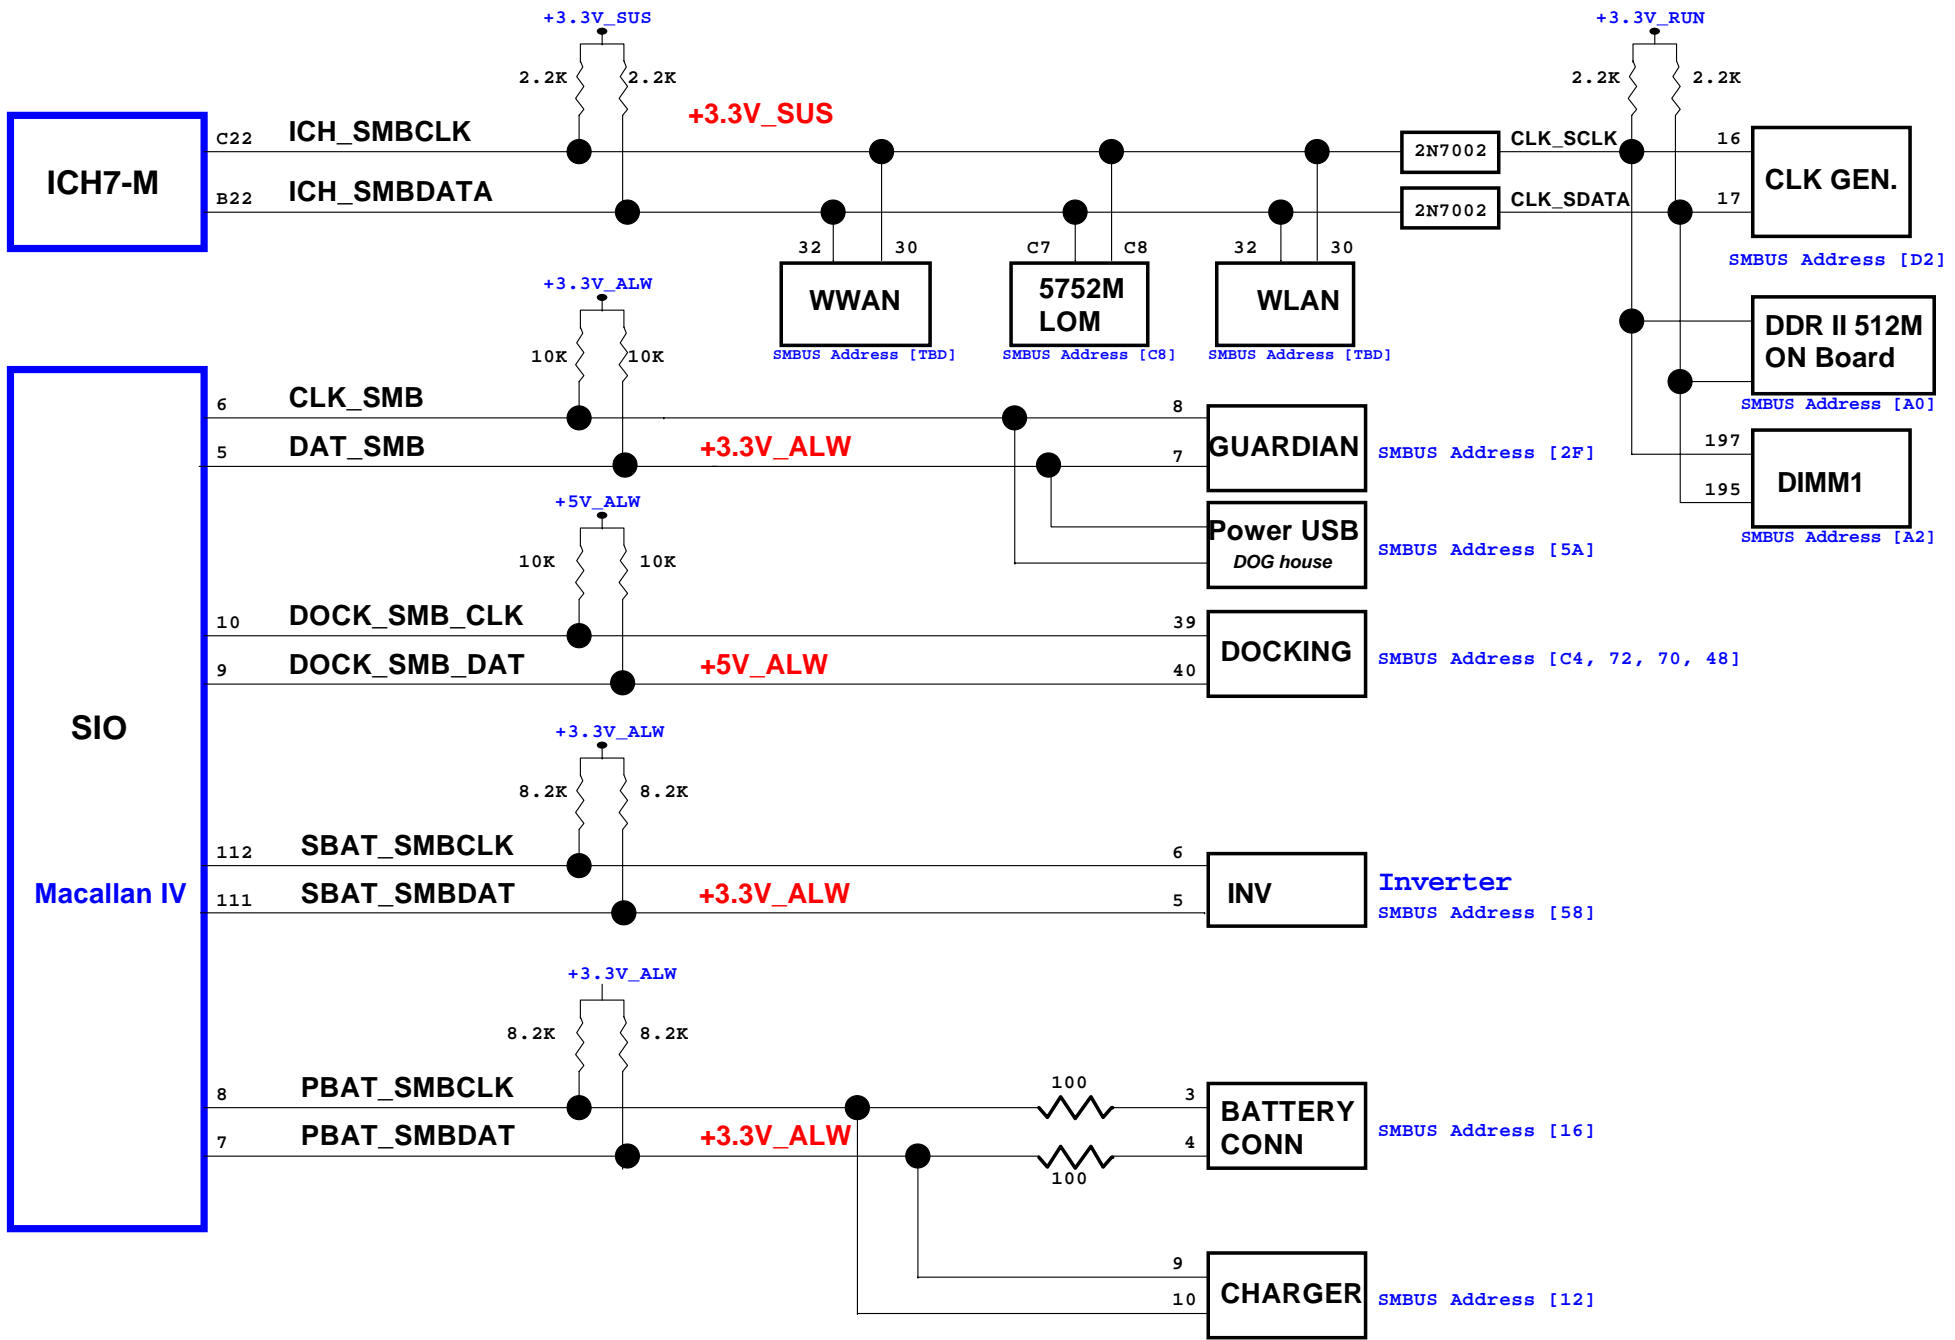 +3.3V_SUS
+3.3V_RUN
2.2K
2.2K
2.2K
2.2K
+3.3V_SUS
ICH7-M
C22
ICH_SMBCLK
2N7002
CLK_SCLK
16
CLK GEN.
B22
ICH_SMBDATA
2N7002
CLK_SDATA
17
SMBUS Address [D2]
32
30
C7
C8
32
30
WWAN
5752M
LOM
WLAN
SMBUS Address [TBD]
SMBUS Address [C8]
SMBUS Address [TBD]
DDR II 512M
ON Board
SMBUS Address [A0]
197
195
DIMM1
SMBUS Address [A2]
+3.3V_ALW
10K
10K
SIO
Macallan IV
6
CLK_SMB
8
5
DAT_SMB
+3.3V_ALW
7
GUARDIAN
SMBUS Address [2F]
Power USB
DOG house
SMBUS Address [5A]
+5V_ALW
10K
10K
10
DOCK_SMB_CLK
39
9
DOCK_SMB_DAT
+5V_ALW
40
DOCKING
SMBUS Address [C4, 72, 70, 48]
+3.3V_ALW
8.2K
8.2K
112
SBAT_SMBCLK
6
111
SBAT_SMBDAT
+3.3V_ALW
5
INV
Inverter
SMBUS Address [58]
+3.3V_ALW
8.2K
8.2K
8
PBAT_SMBCLK
100
3
7
PBAT_SMBDAT
+3.3V_ALW
100
4
BATTERY
CONN
SMBUS Address [16]
9
10
CHARGER
SMBUS Address [12]